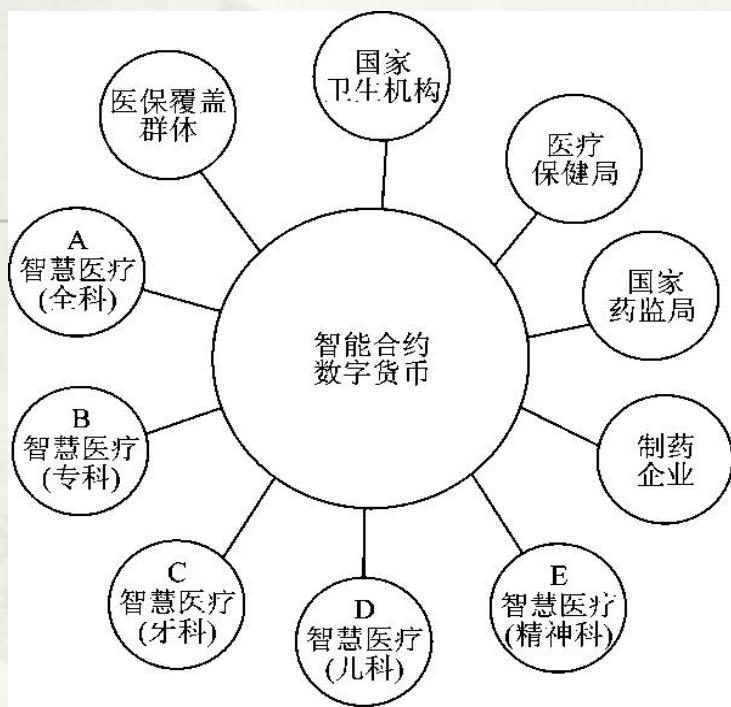 国家
卫生机构
医保覆盖
群体
医疗
保健局
A
智慧医疗
(全科)
国家
药监局
智能合约
数字货币
B
智慧医疗
(专科)
制药
企业
C
智慧医疗
(牙科)
D
智慧医疗
(儿科)
E
智慧医疗
(精神科)